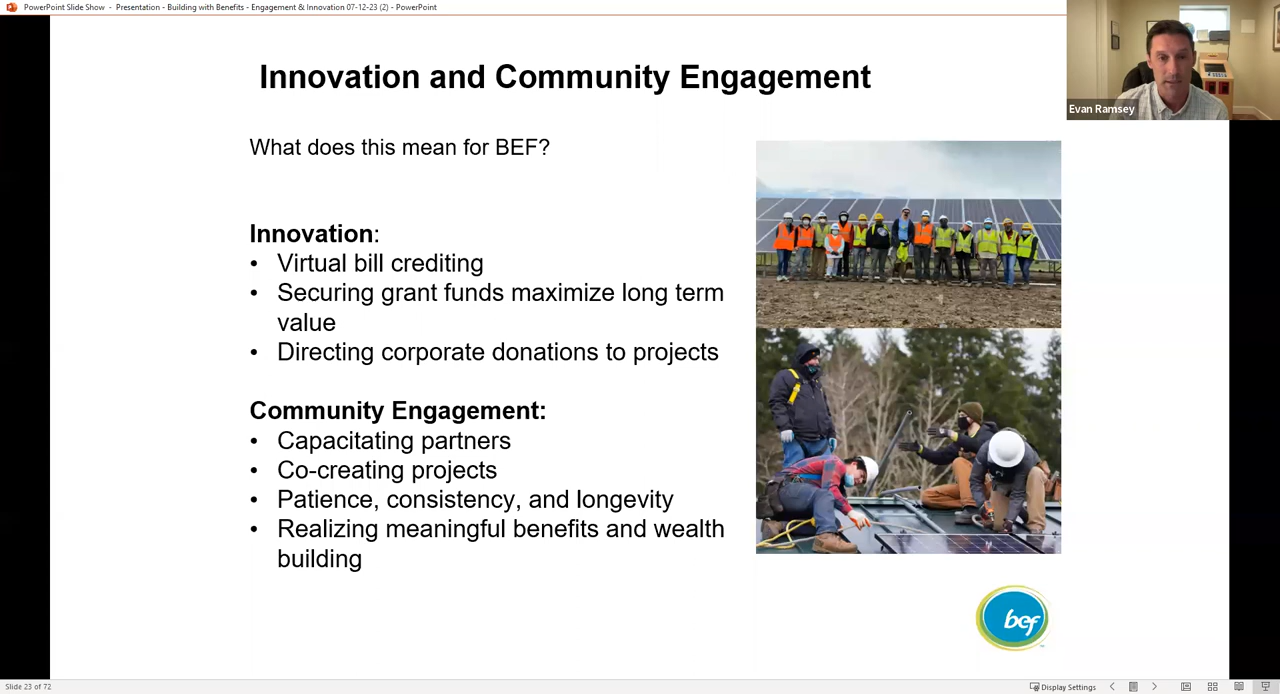 PowerPoint Slide Show - Presentation - Building with Benefits - Engagement & Innovation 07-12-23 (2) - PowerPoint
Evan Ramsey
Innovation and Community Engagement
What does this mean for BEF?
Innovation:
• Virtual bill crediting
• Securing grant funds maximize long term
value
• Directing corporate donations to projects
Community Engagement:
• Capacitating partners
• Co-creating projects
• Patience, consistency, and longevity
• Realizing meaningful benefits and wealth
building
bef
Slide 23 of 72
Display Settings